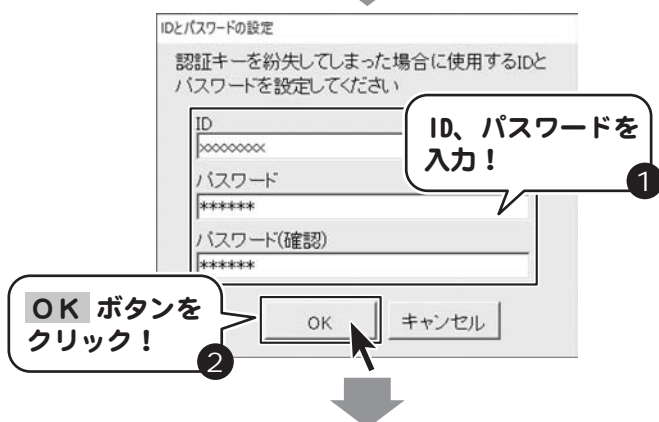 IDとパスワードの設定
認証キーを紛失してしまった場合に使用するIDと
パスワードを設定してください
ID
xxxxxxxx
ID、パスワードを
入力！
1
パスワード
******
パスワード(確認)
******
OK ボタンを
クリック！
2
OK
キャンセル